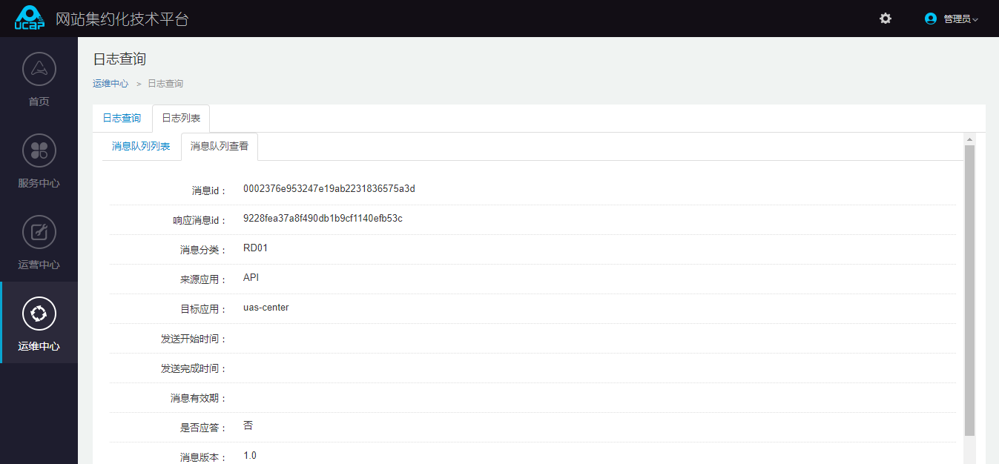 UCAP 网站集约化技术平台 管理员
首页
服务中心
运营中心
运维中心
日志查询
运维中心 > 日志查询
日志查询 日志列表
消息队列列表 消息队列查看
消息id： 0002376e953247e19ab2231836575a3d
响应消息id： 9228fea37a8f490db1b9cf1140efb53c
消息分类： RD01
来源应用： API
目标应用： uas-center
发送开始时间：
发送完成时间：
消息有效期：
是否应答： 否
消息版本： 1.0